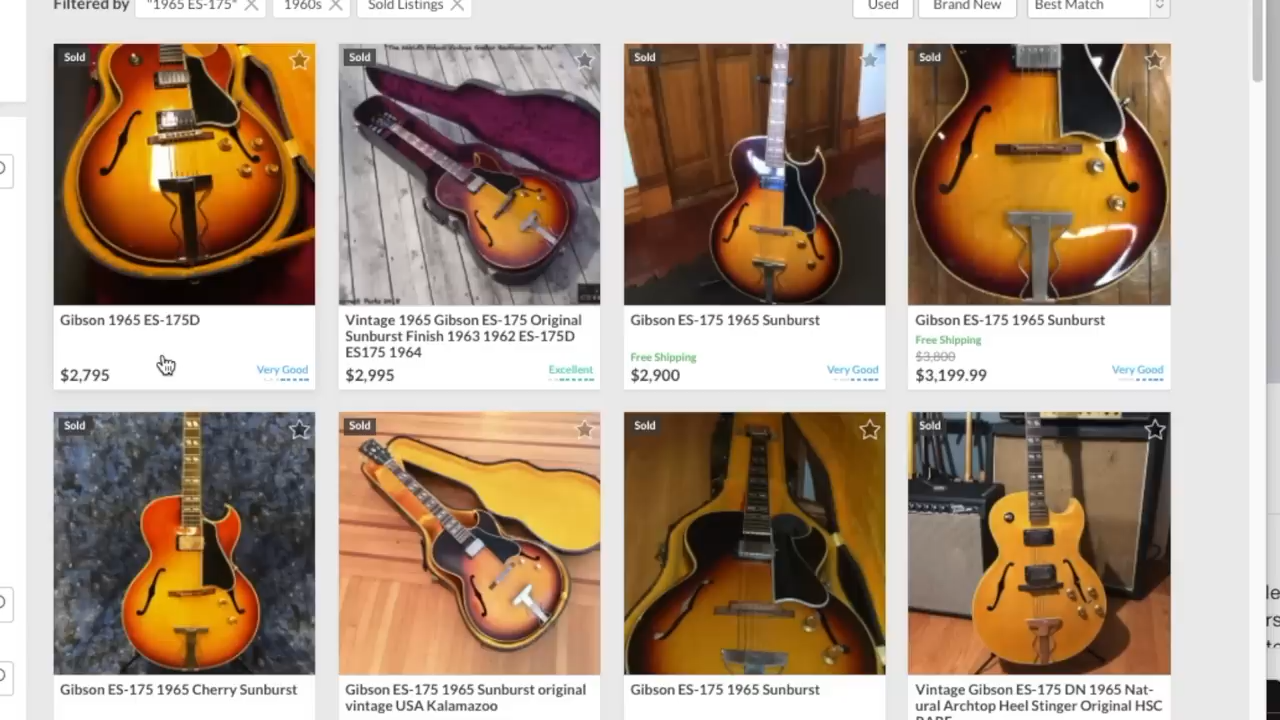 Filtered by
"1965 ES-175"
1960s
Sold Listings
Used
Brand New
Best Match
Sold
Sold
Sold
Sold
Gibson 1965 ES-175D
$2,795
Very Good
Vintage 1965 Gibson ES-175 Original
Sunburst Finish 1963 1962 ES-175D
ES175 1964
$2,995
Excellent
Gibson ES-175 1965 Sunburst
Free Shipping
$2,900
Very Good
Gibson ES-175 1965 Sunburst
Free Shipping
$3,800
$3,199.99
Very Good
Sold
Sold
Sold
Sold
Gibson ES-175 1965 Cherry Sunburst
Gibson ES-175 1965 Sunburst original
vintage USA Kalamazoo
Gibson ES-175 1965 Sunburst
Vintage Gibson ES-175 DN 1965 Nat-
ural Archtop Heel Stinger Original HSC
RARE